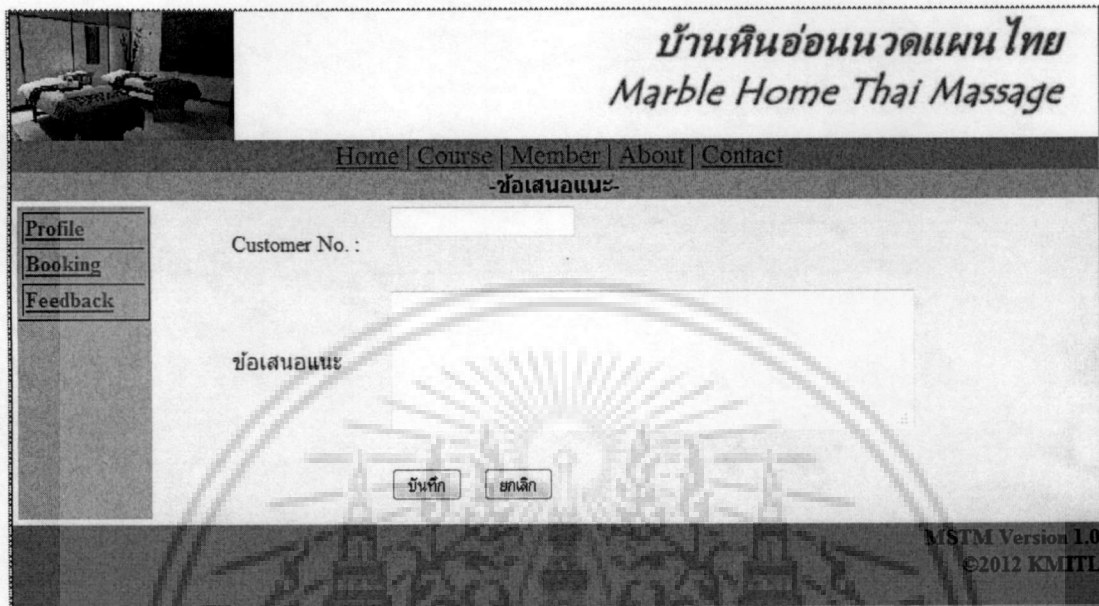 บ้านหินอ่อนนวดแผนไทย
Marble Home Thai Massage
Home | Course | Member | About | Contact
-ข้อเสนอแนะ-
Profile
Booking
Feedback
Customer No. :
ข้อเสนอแนะ
บันทึก ยกเลิก
MSTM Version 1.0
©2012 KMITL